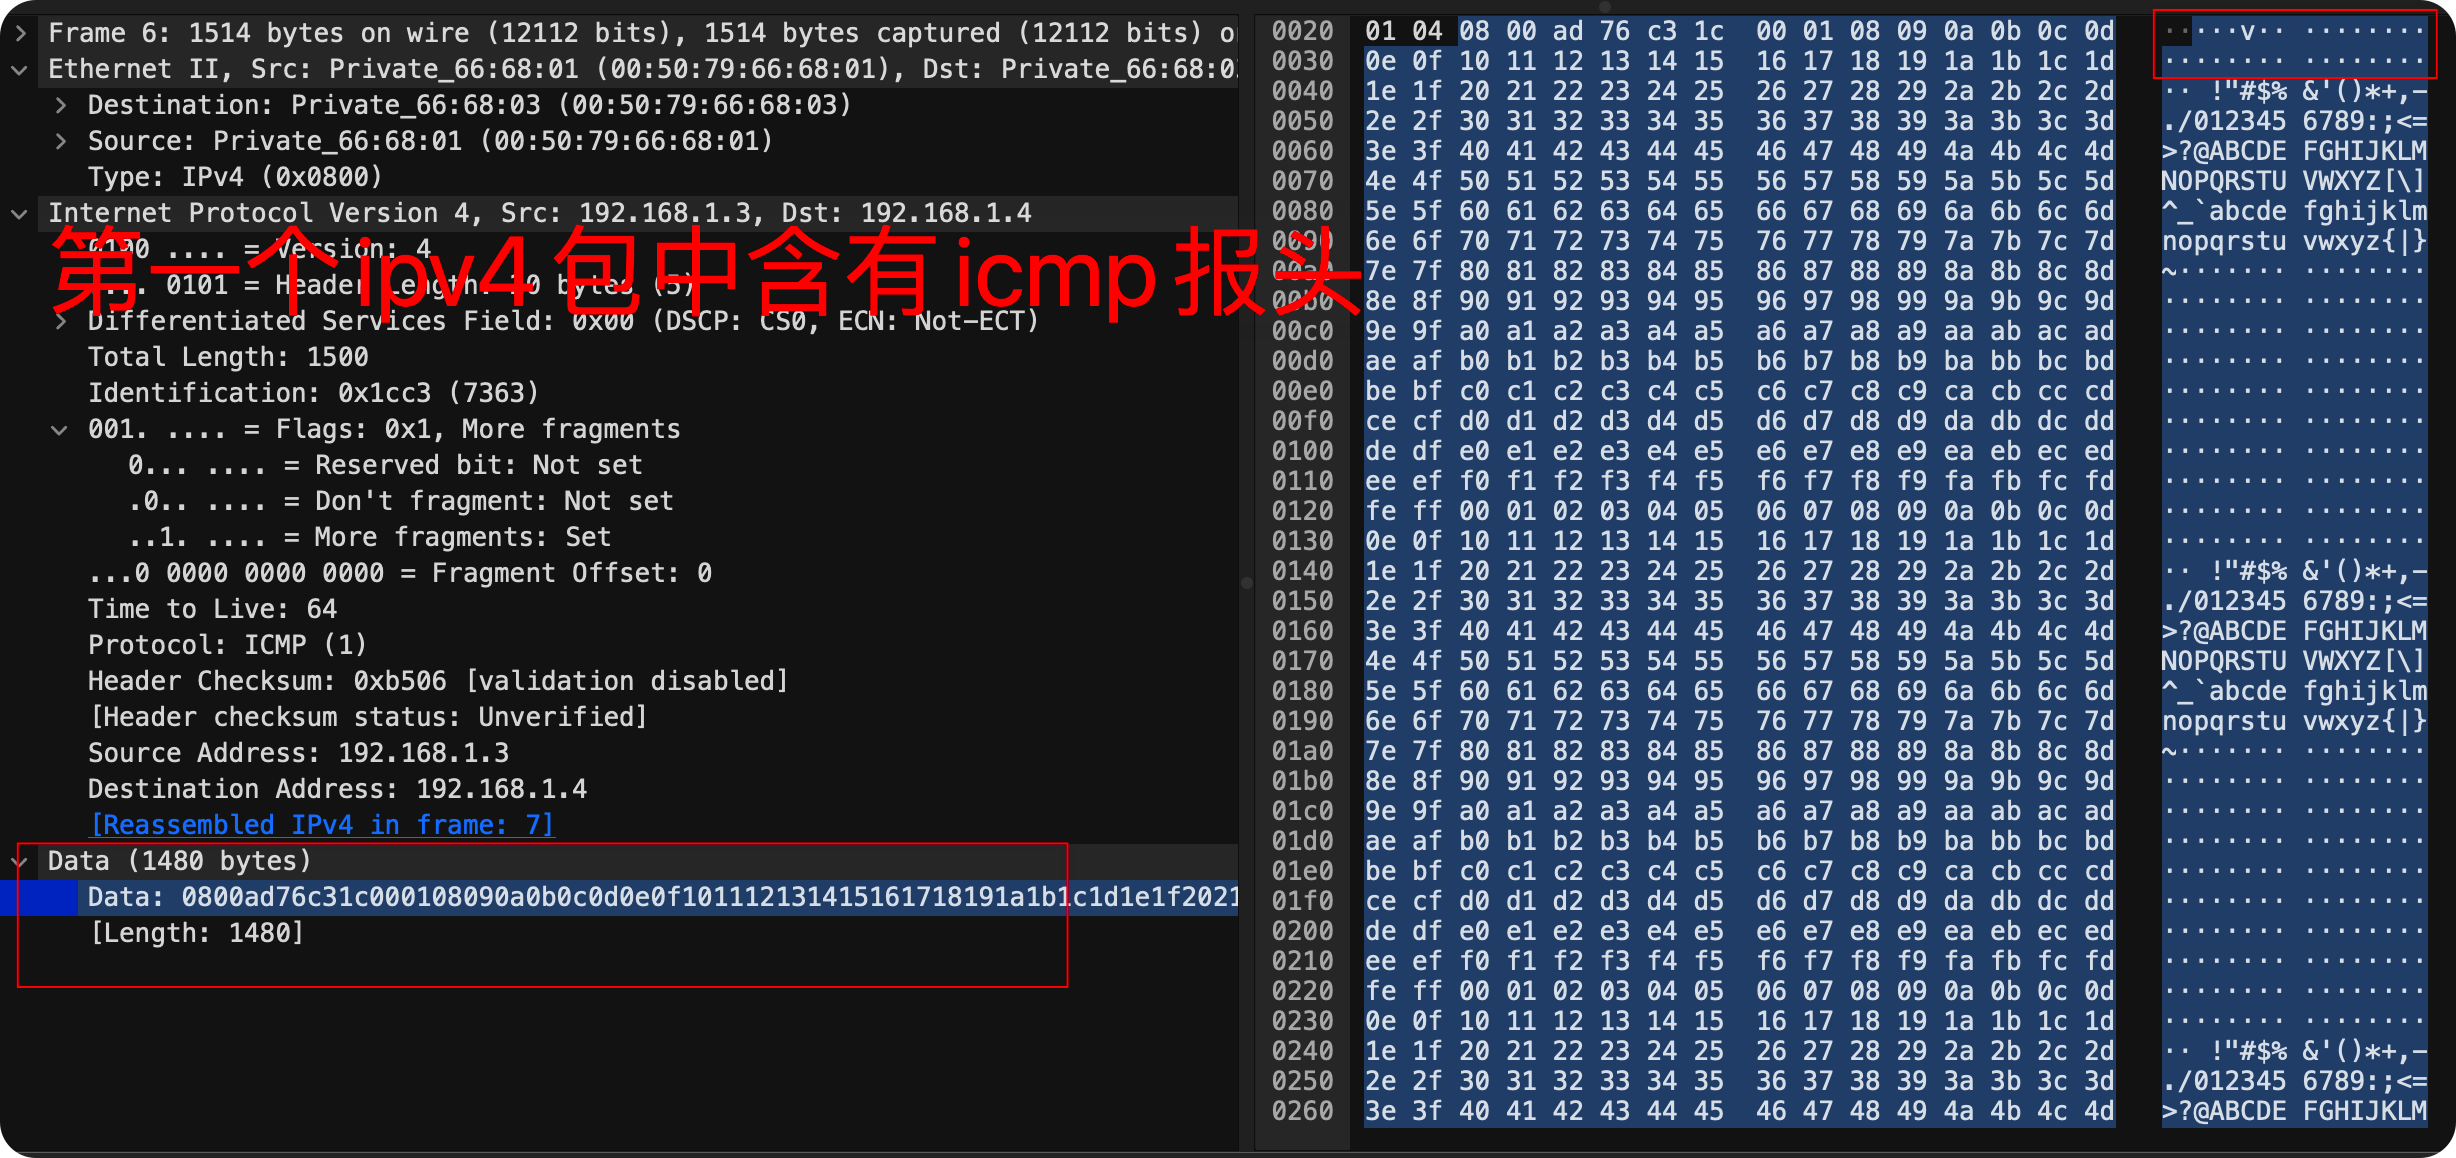 Frame 6: 1514 bytes on wire (12112 bits), 1514 bytes captured (12112 bits) o
Ethernet II, Src: Private_66:68:01 (00:50:79:66:68:01), Dst: Private_66:68:0
Destination: Private_66:68:03 (00:50:79:66:68:03)
Source: Private_66:68:01 (00:50:79:66:68:01)
Type: IPv4 (0x0800)
Internet Protocol Version 4, Src: 192.168.1.3, Dst: 192.168.1.4
0100 .... = Version: 4
第一个ipv4包中含有icmp报头
.... 0101 = Header Length: 20 bytes (5)
Differentiated Services Field: 0x00 (DSCP: CS0, ECN: Not-ECT)
Total Length: 1500
Identification: 0x1cc3 (7363)
001. .... = Flags: 0x1, More fragments
0... .... = Reserved bit: Not set
.0.. .... = Don't fragment: Not set
..1. .... = More fragments: Set
...0 0000 0000 0000 = Fragment Offset: 0
Time to Live: 64
Protocol: ICMP (1)
Header Checksum: 0xb506 [validation disabled]
[Header checksum status: Unverified]
Source Address: 192.168.1.3
Destination Address: 192.168.1.4
[Reassembled IPv4 in frame: 7]
Data (1480 bytes)
Data: 0800ad76c31c000108090a0b0c0d0e0f101112131415161718191a1b1c1d1e1f2021
[Length: 1480]
0020 01 04 08 00 ad 76 c3 1c 00 01 08 09 0a 0b 0c 0d ·····v·· ········
0030 0e 0f 10 11 12 13 14 15 16 17 18 19 1a 1b 1c 1d ········ ········
0040 1e 1f 20 21 22 23 24 25 26 27 28 29 2a 2b 2c 2d ·· !"#$% &'()*+,-
0050 2e 2f 30 31 32 33 34 35 36 37 38 39 3a 3b 3c 3d ./012345 6789:;<=
0060 3e 3f 40 41 42 43 44 45 46 47 48 49 4a 4b 4c 4d >?@ABCDE FGHIJKLM
0070 4e 4f 50 51 52 53 54 55 56 57 58 59 5a 5b 5c 5d NOPQRSTU VWXYZ[\]
0080 5e 5f 60 61 62 63 64 65 66 67 68 69 6a 6b 6c 6d ^_`abcde fghijklm
0090 6e 6f 70 71 72 73 74 75 76 77 78 79 7a 7b 7c 7d nopqrstu vwxyz{|}
00a0 7e 7f 80 81 82 83 84 85 86 87 88 89 8a 8b 8c 8d ~······· ········
00b0 8e 8f 90 91 92 93 94 95 96 97 98 99 9a 9b 9c 9d ········ ········
00c0 9e 9f a0 a1 a2 a3 a4 a5 a6 a7 a8 a9 aa ab ac ad ········ ········
00d0 ae af b0 b1 b2 b3 b4 b5 b6 b7 b8 b9 ba bb bc bd ········ ········
00e0 be bf c0 c1 c2 c3 c4 c5 c6 c7 c8 c9 ca cb cc cd ········ ········
00f0 ce cf d0 d1 d2 d3 d4 d5 d6 d7 d8 d9 da db dc dd ········ ········
0100 de df e0 e1 e2 e3 e4 e5 e6 e7 e8 e9 ea eb ec ed ········ ········
0110 ee ef f0 f1 f2 f3 f4 f5 f6 f7 f8 f9 fa fb fc fd ········ ········
0120 fe ff 00 01 02 03 04 05 06 07 08 09 0a 0b 0c 0d ········ ········
0130 0e 0f 10 11 12 13 14 15 16 17 18 19 1a 1b 1c 1d ········ ········
0140 1e 1f 20 21 22 23 24 25 26 27 28 29 2a 2b 2c 2d ·· !"#$% &'()*+,-
0150 2e 2f 30 31 32 33 34 35 36 37 38 39 3a 3b 3c 3d ./012345 6789:;<=
0160 3e 3f 40 41 42 43 44 45 46 47 48 49 4a 4b 4c 4d >?@ABCDE FGHIJKLM
0170 4e 4f 50 51 52 53 54 55 56 57 58 59 5a 5b 5c 5d NOPQRSTU VWXYZ[\]
0180 5e 5f 60 61 62 63 64 65 66 67 68 69 6a 6b 6c 6d ^_`abcde fghijklm
0190 6e 6f 70 71 72 73 74 75 76 77 78 79 7a 7b 7c 7d nopqrstu vwxyz{|}
01a0 7e 7f 80 81 82 83 84 85 86 87 88 89 8a 8b 8c 8d ~······· ········
01b0 8e 8f 90 91 92 93 94 95 96 97 98 99 9a 9b 9c 9d ········ ········
01c0 9e 9f a0 a1 a2 a3 a4 a5 a6 a7 a8 a9 aa ab ac ad ········ ········
01d0 ae af b0 b1 b2 b3 b4 b5 b6 b7 b8 b9 ba bb bc bd ········ ········
01e0 be bf c0 c1 c2 c3 c4 c5 c6 c7 c8 c9 ca cb cc cd ········ ········
01f0 ce cf d0 d1 d2 d3 d4 d5 d6 d7 d8 d9 da db dc dd ········ ········
0200 de df e0 e1 e2 e3 e4 e5 e6 e7 e8 e9 ea eb ec ed ········ ········
0210 ee ef f0 f1 f2 f3 f4 f5 f6 f7 f8 f9 fa fb fc fd ········ ········
0220 fe ff 00 01 02 03 04 05 06 07 08 09 0a 0b 0c 0d ········ ········
0230 0e 0f 10 11 12 13 14 15 16 17 18 19 1a 1b 1c 1d ········ ········
0240 1e 1f 20 21 22 23 24 25 26 27 28 29 2a 2b 2c 2d ·· !"#$% &'()*+,-
0250 2e 2f 30 31 32 33 34 35 36 37 38 39 3a 3b 3c 3d ./012345 6789:;<=
0260 3e 3f 40 41 42 43 44 45 46 47 48 49 4a 4b 4c 4d >?@ABCDE FGHIJKLM